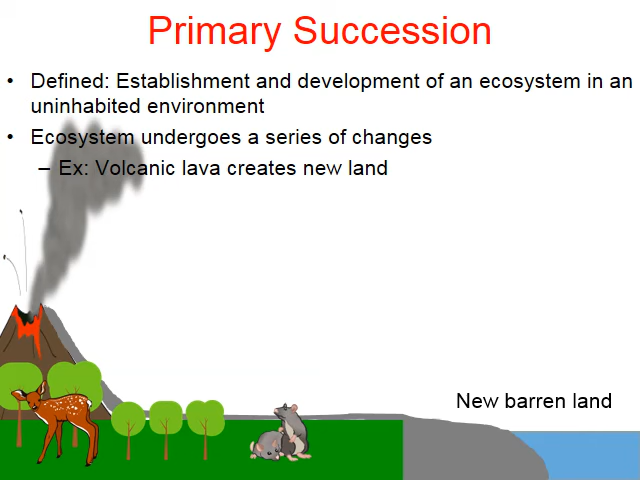 Primary Succession
• Defined: Establishment and development of an ecosystem in an
uninhabited environment
• Ecosystem undergoes a series of changes
– Ex: Volcanic lava creates new land
New barren land